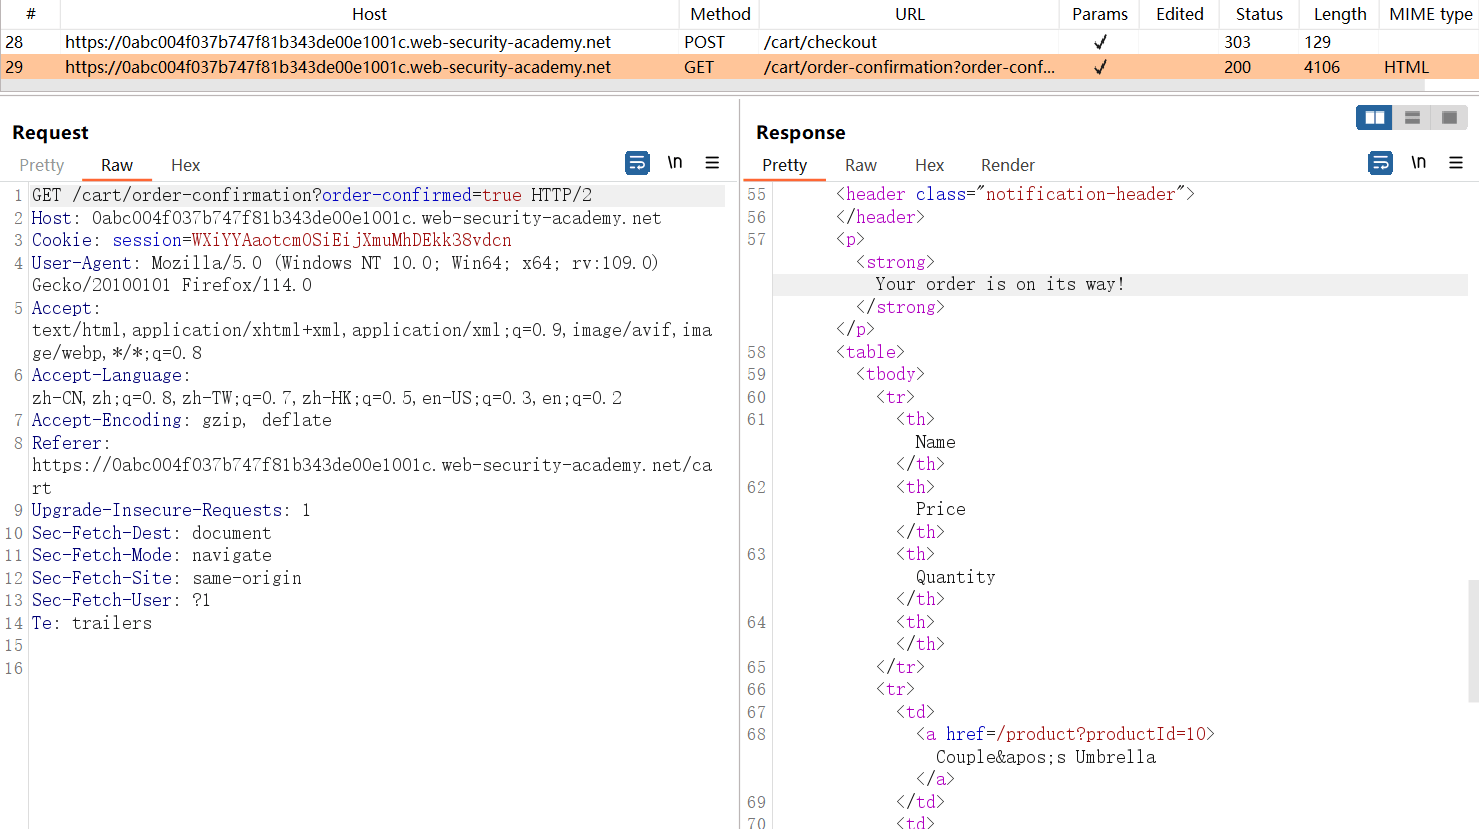 # Host Method URL Params Edited Status Length MIME type
28 https://0abc004f037b747f81b343de00e1001c.web-security-academy.net POST /cart/checkout ✓ 303 129
29 https://0abc004f037b747f81b343de00e1001c.web-security-academy.net GET /cart/order-confirmation?order-conf... ✓ 200 4106 HTML
Request
Pretty Raw Hex
\n
1 GET /cart/order-confirmation?order-confirmed=true HTTP/2
2 Host: 0abc004f037b747f81b343de00e1001c.web-security-academy.net
3 Cookie: session=WXiYYAaotcmOSiEijXmuMhDEkk38vdcn
4 User-Agent: Mozilla/5.0 (Windows NT 10.0; Win64; x64; rv:109.0)
Gecko/20100101 Firefox/114.0
5 Accept:
text/html,application/xhtml+xml,application/xml;q=0.9,image/avif,ima
ge/webp,*/*;q=0.8
6 Accept-Language:
zh-CN,zh;q=0.8,zh-TW;q=0.7,zh-HK;q=0.5,en-US;q=0.3,en;q=0.2
7 Accept-Encoding: gzip, deflate
8 Referer:
https://0abc004f037b747f81b343de00e1001c.web-security-academy.net/ca
rt
9 Upgrade-Insecure-Requests: 1
10 Sec-Fetch-Dest: document
11 Sec-Fetch-Mode: navigate
12 Sec-Fetch-Site: same-origin
13 Sec-Fetch-User: ?1
14 Te: trailers
15
16
Response
Pretty Raw Hex Render
\n
55 <header class="notification-header">
56 </header>
57 <p>
<strong>
Your order is on its way!
</strong>
</p>
58 <table>
59 <tbody>
60 <tr>
61 <th>
Name
</th>
62 <th>
Price
</th>
63 <th>
Quantity
</th>
64 <th>
</th>
65 </tr>
66 <tr>
67 <td>
68 <a href=/product?productId=10>
Couple&apos;s Umbrella
</a>
69 </td>
70 <td>